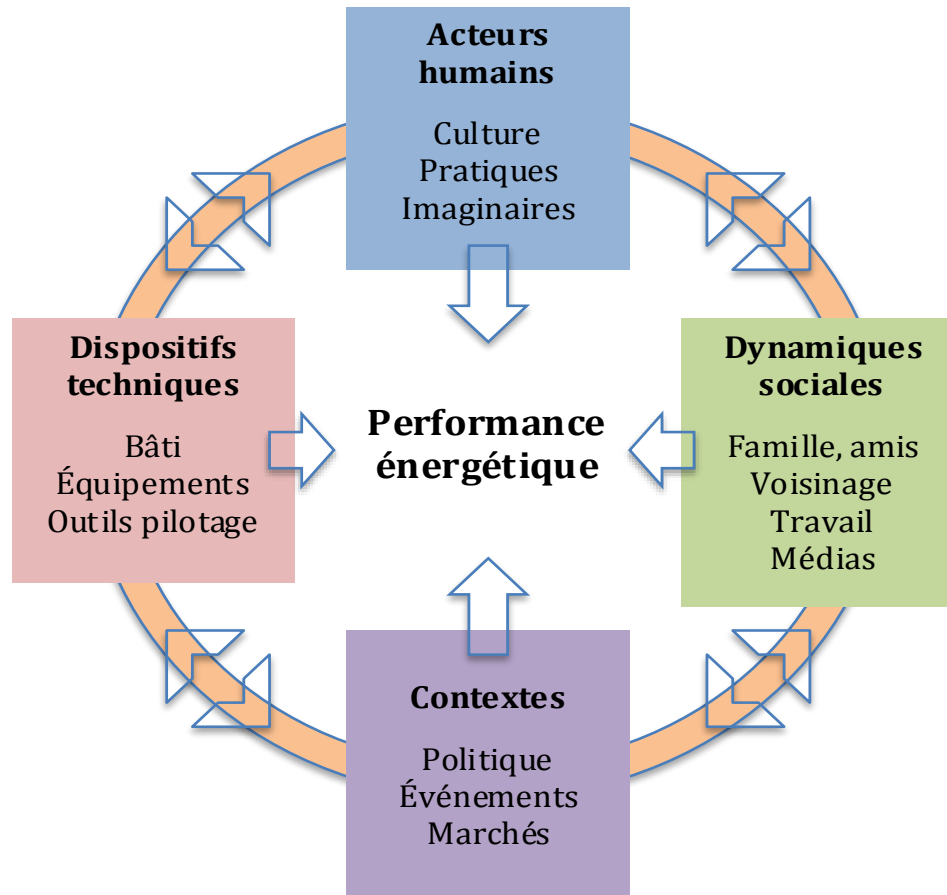 Acteurs
humains
Culture
Pratiques
Imaginaires
Dispositifs
techniques
Bâti
Équipements
Outils pilotage
Performance
énergétique
Dynamiques
sociales
Famille, amis
Voisinage
Travail
Médias
Contextes
Politique
Événements
Marchés